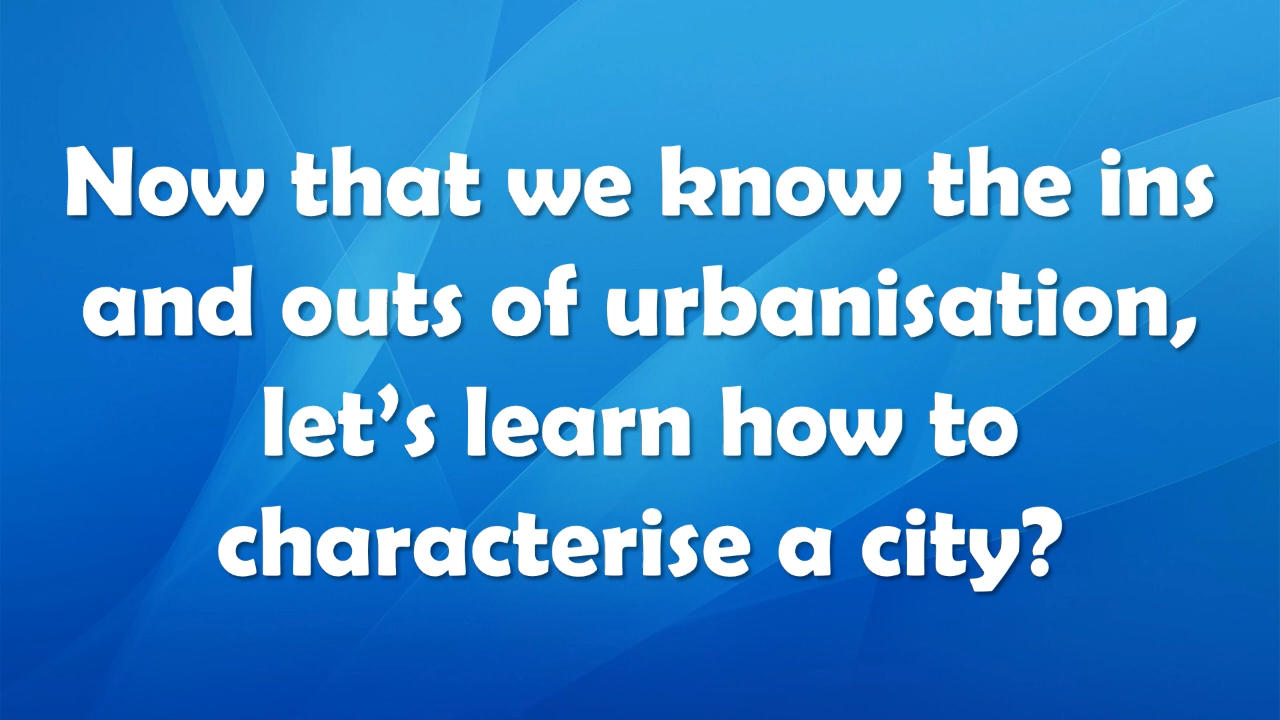 Now that we know the ins
and outs of urbanisation,
let’s learn how to
characterise a city?